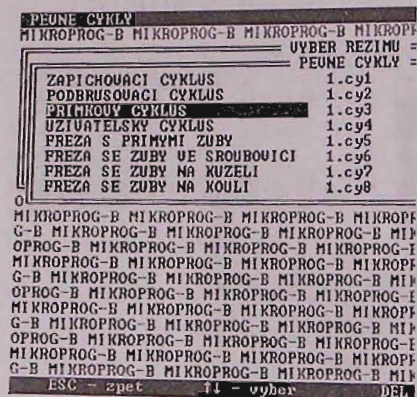 PEVNE CYKLY
MIKROPROG-B MIKROPROG-B MIKROPROG-B MIKROPR
VYBER REZIMU
PEVNE CYKLY
ZAPICHOVACI CYKLUS 1.cy1
PODBRUSOVACI CYKLUS 1.cy2
PRIMKOVY CYKLUS 1.cy3
UZIVATELSKY CYKLUS 1.cy4
FREZA S PRIMYMI ZUBY 1.cy5
FREZA SE ZUBY VE SROUBOVICI 1.cy6
FREZA SE ZUBY NA KUZELI 1.cy7
FREZA SE ZUBY NA KOULI 1.cy8
O
MIKROPROG-B MIKROPROG-B MIKROPROG-B MIKROPR
G-B MIKROPROG-B MIKROPROG-B MIKROPROG-B MIK
OPROG-B MIKROPROG-B MIKROPROG-B MIKROPROG-B
MIKROPROG-B MIKROPROG-B MIKROPROG-B MIKROPR
G-B MIKROPROG-B MIKROPROG-B MIKROPROG-B MIK
OPROG-B MIKROPROG-B MIKROPROG-B MIKROPROG-B
MIKROPROG-B MIKROPROG-B MIKROPROG-B MIKROPR
G-B MIKROPROG-B MIKROPROG-B MIKROPROG-B MIK
OPROG-B MIKROPROG-B MIKROPROG-B MIKROPROG-B
MIKROPROG-B MIKROPROG-B MIKROPROG-B MIKROPR
G-B MIKROPROG-B MIKROPROG-B MIKROPROG-B MIK
ESC - zpet ↑↓ - vyber DEL